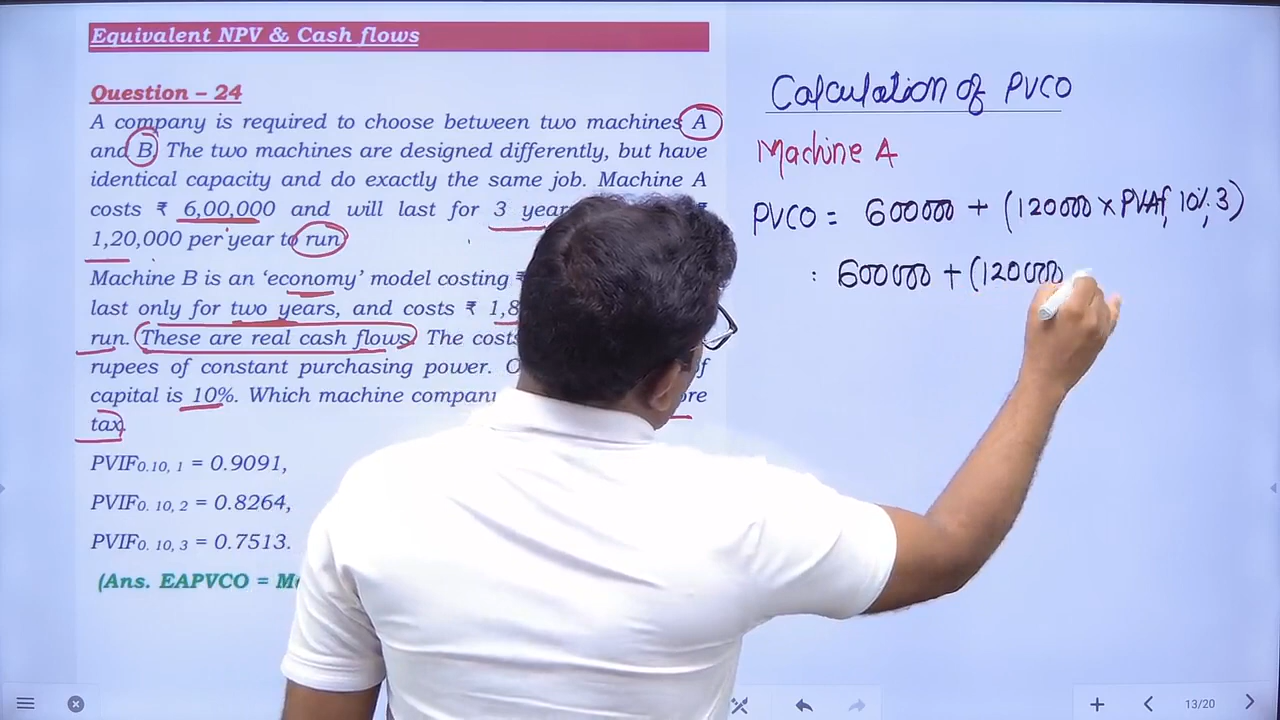 Equivalent NPV & Cash flows
Question – 24
A company is required to choose between two machines A
and B. The two machines are designed differently, but have
identical capacity and do exactly the same job. Machine A
costs ₹ 6,00,000 and will last for 3
1,20,000 per year to run.
Machine B is an ‘economy’ model costing
last only for two years, and costs ₹
run. These are real cash flows. The
rupees of constant purchasing power.
capital is 10%. Which machine
tax.
PVIF0.10, 1 = 0.9091,
PVIF0. 10, 2 = 0.8264,
PVIF0. 10, 3 = 0.7513.
(Ans. EAPVCO =
Calculation of PVCO
Machine A
PVCO = 600000 + (120000 × PVAf, 10%, 3)
: 600000 + (120000
13/20